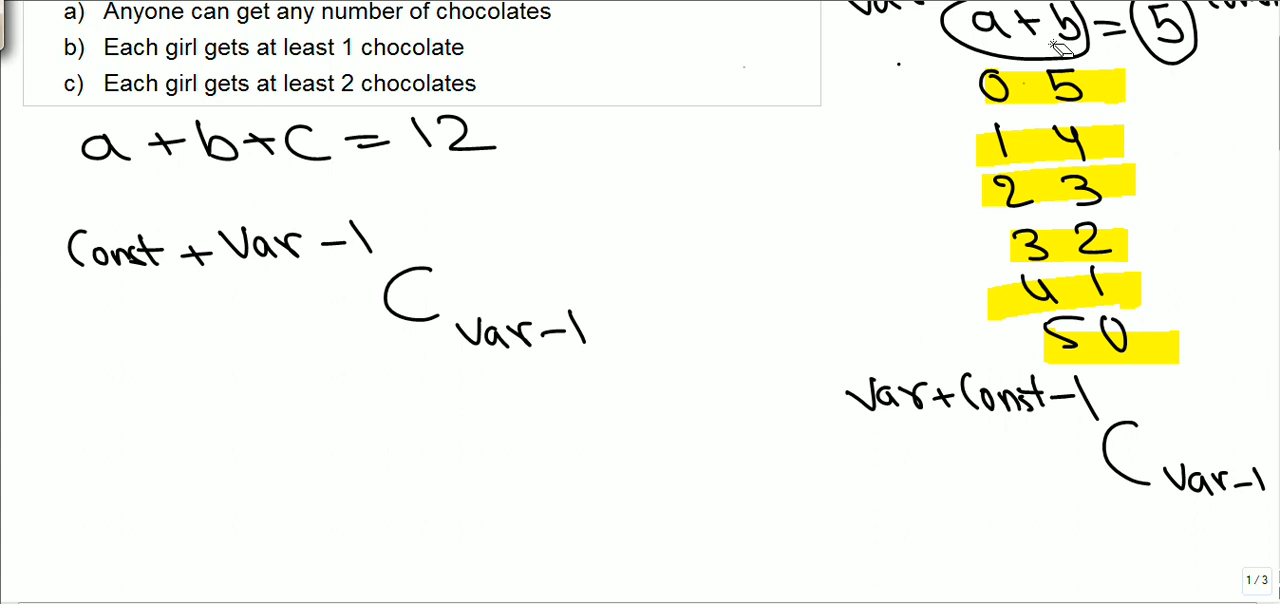 a) Anyone can get any number of chocolates
b) Each girl gets at least 1 chocolate
c) Each girl gets at least 2 chocolates
a + b + c = 12
Const + Var - 1
C
Var - 1
a + b = 5
0 5
1 4
2 3
3 2
4 1
5 0
Var + Const - 1
C
Var - 1
1 / 3